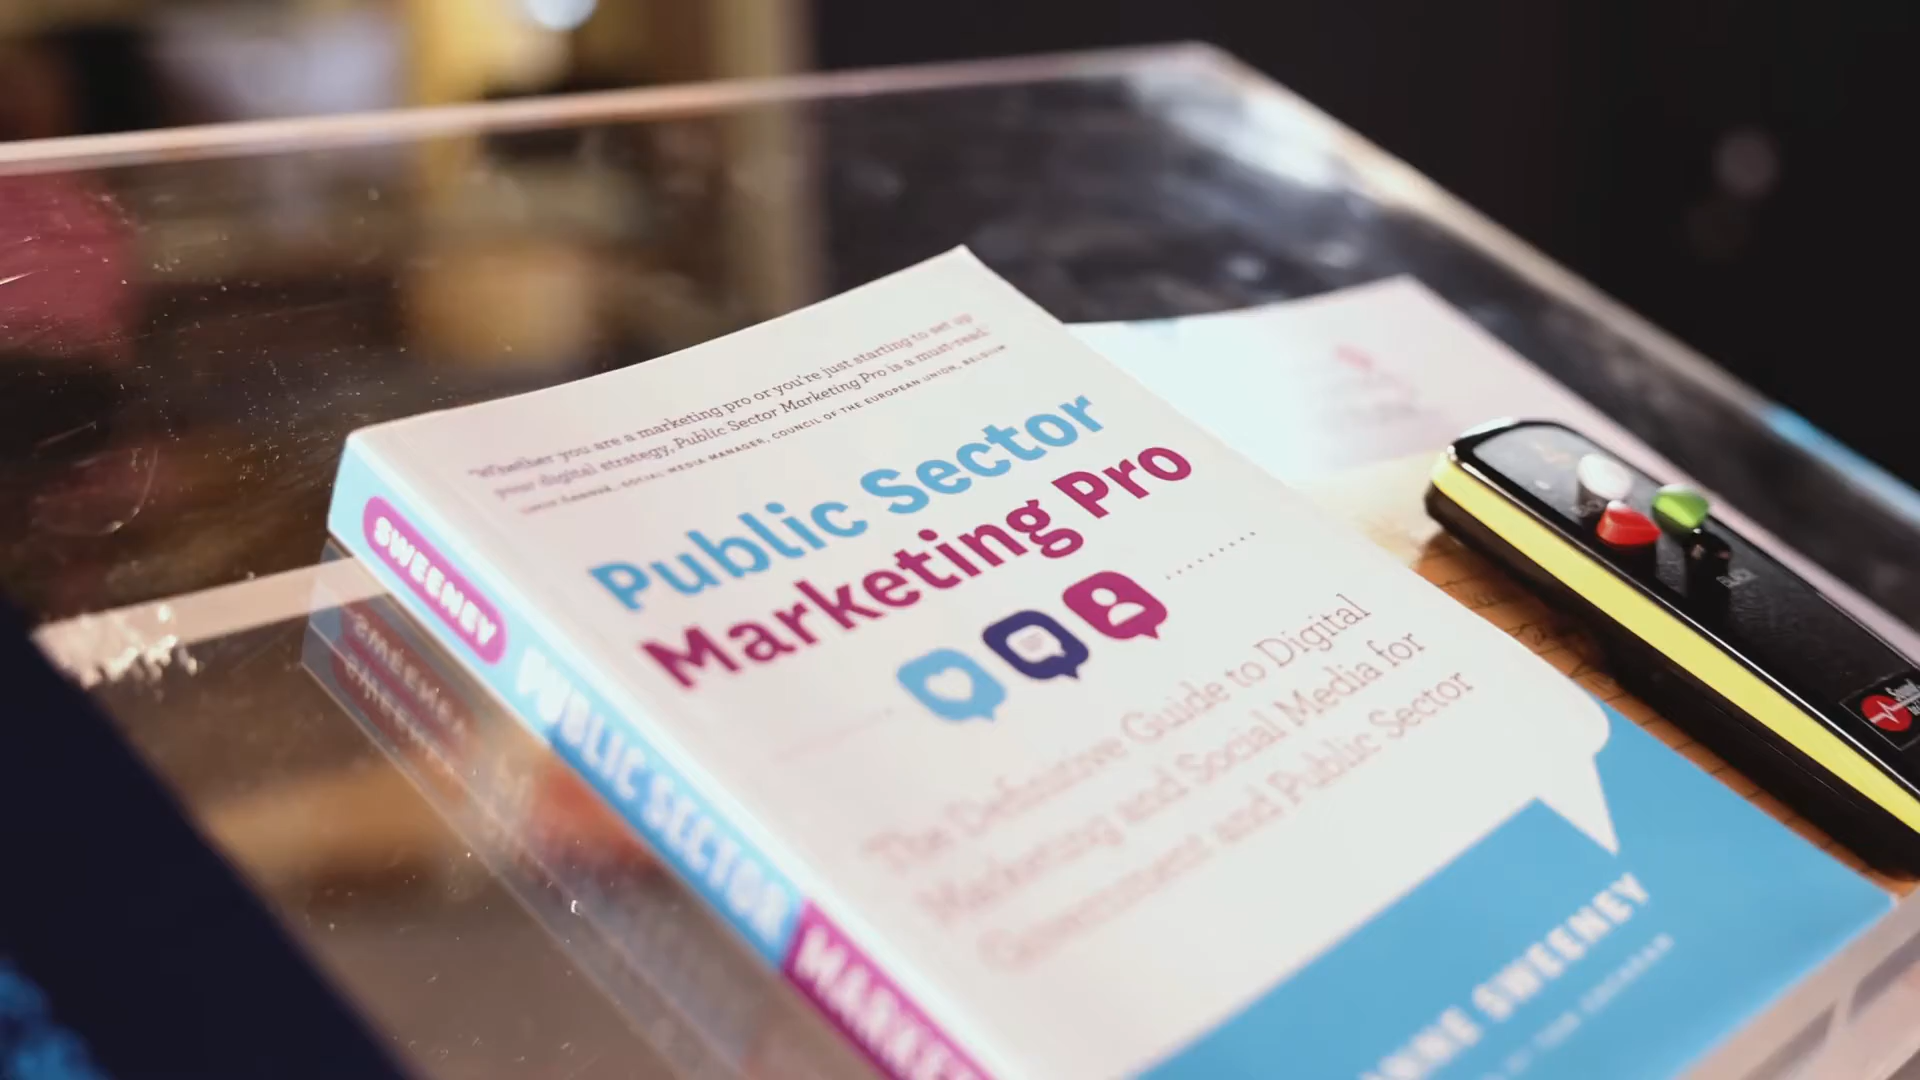 "Whether you are a marketing pro or you're just starting to set up
your digital strategy, Public Sector Marketing Pro is a must-read."
SOCIAL MEDIA MANAGER, COUNCIL OF THE EUROPEAN UNION, BELGIUM
Public Sector
Marketing Pro
The Definitive Guide to Digital
Marketing and Social Media for
Government and Public Sector
SWEENEY
SWEENEY
PUBLIC SECTOR